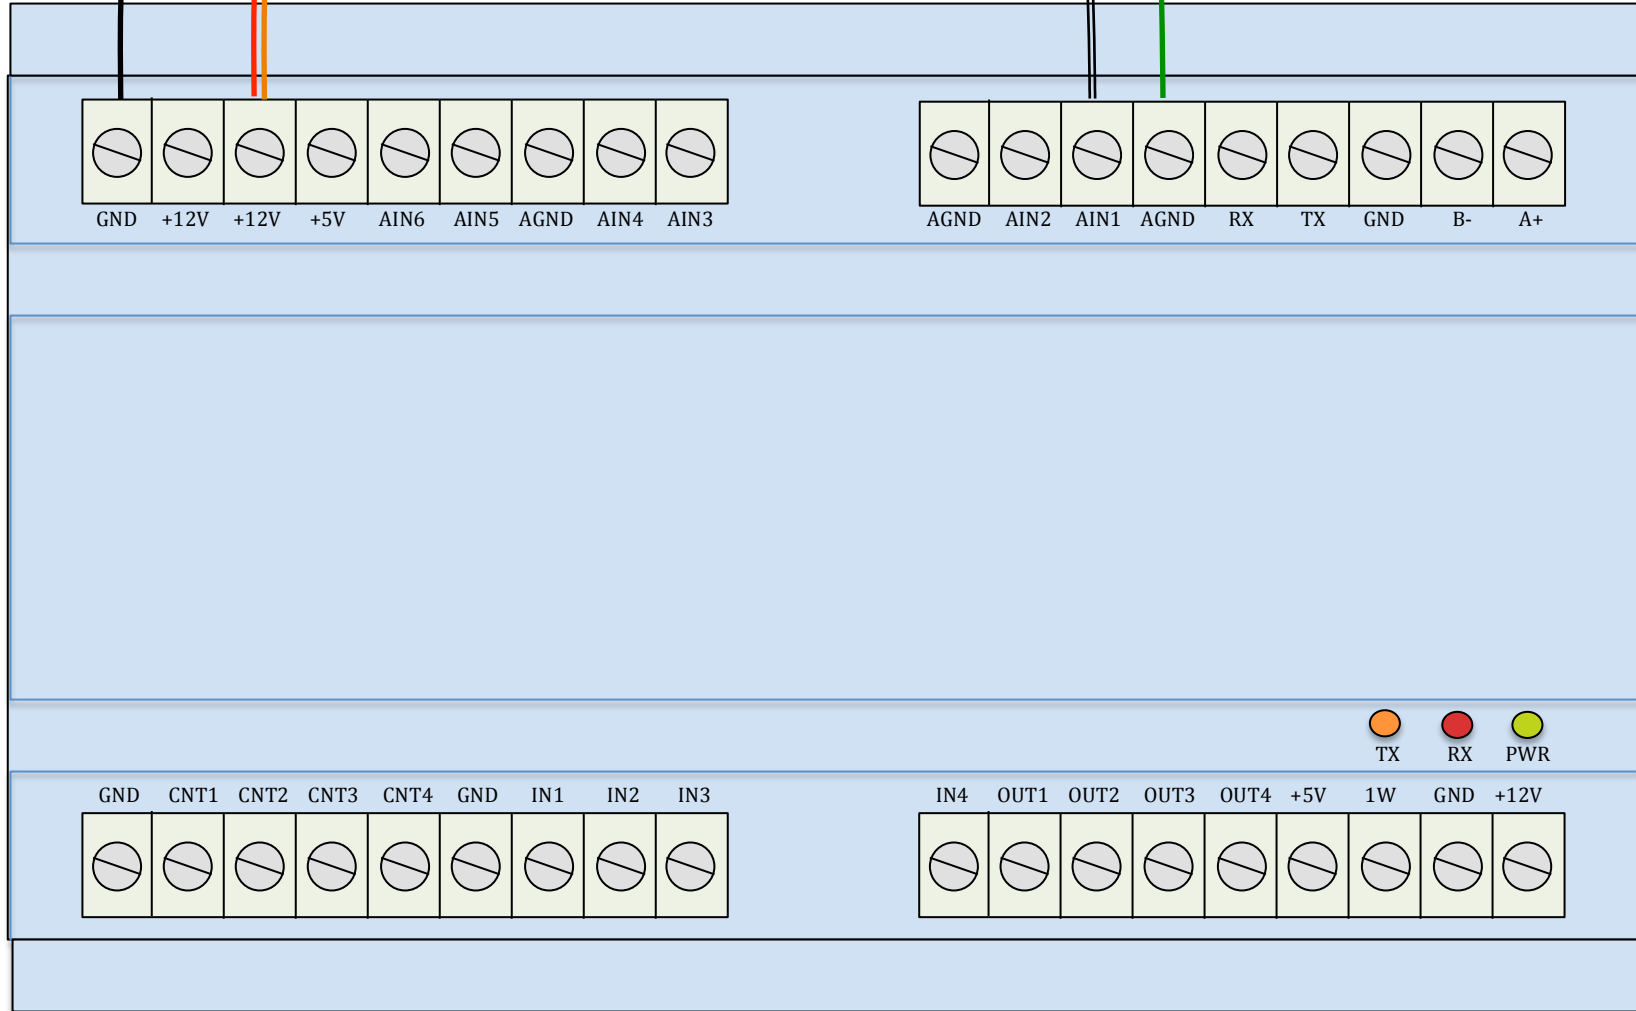 GND +12V +12V +5V AIN6 AIN5 AGND AIN4 AIN3 AGND AIN2 AIN1 AGND RX TX GND B- A+
TX RX PWR
GND CNT1 CNT2 CNT3 CNT4 GND IN1 IN2 IN3 IN4 OUT1 OUT2 OUT3 OUT4 +5V 1W GND +12V